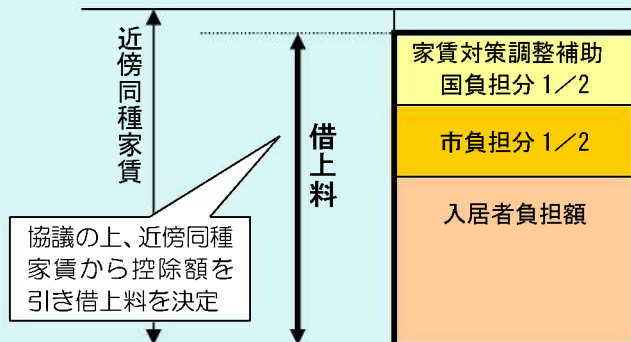 近傍同種家賃
借上料
家賃対策調整補助
国負担分1/2
市負担分1/2
入居者負担額
協議の上、近傍同種
家賃から控除額を
引き借上料を決定